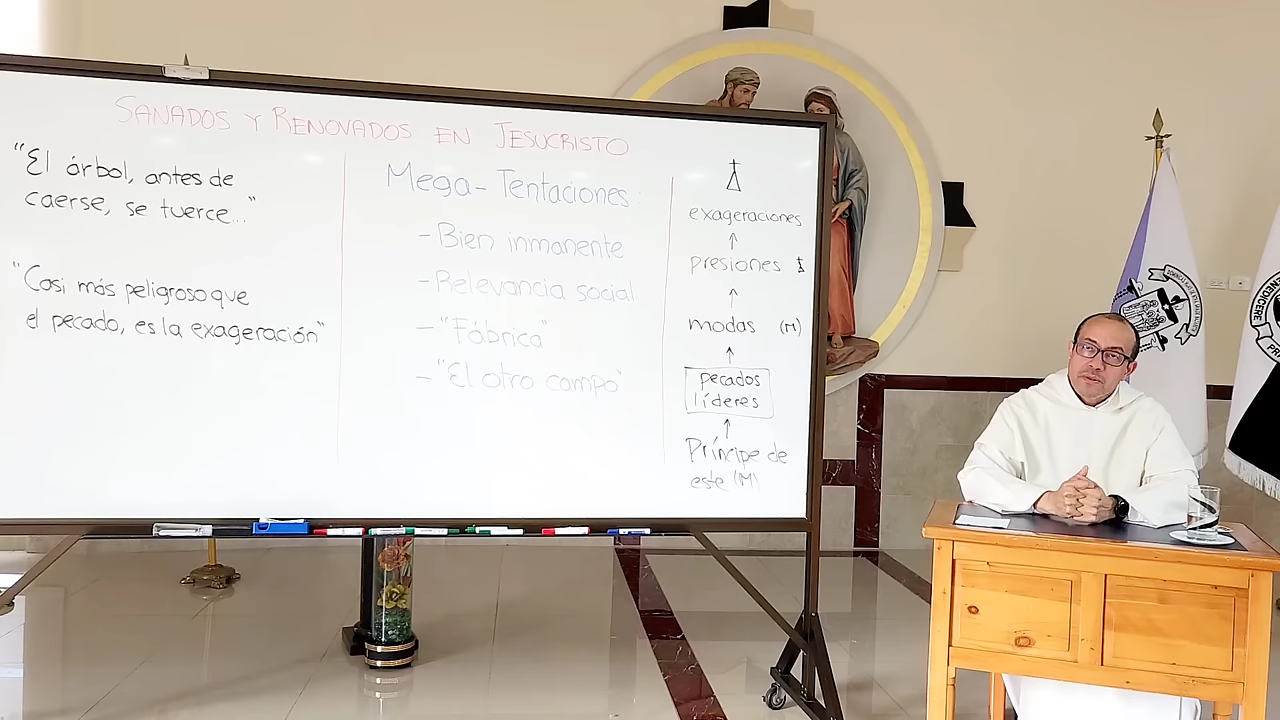 SANADOS Y RENOVADOS EN JESUCRISTO
"El árbol, antes de
caerse, se tuerce..."
"Casi más peligroso que
el pecado, es la exageración"
Mega-Tentaciones:
- Bien inmanente
- Relevancia social
- "Fábrica"
- "El otro campo"
exageraciones
presiones
modas (M)
pecados
líderes
Príncipe de
este (M)
BENEDICERE